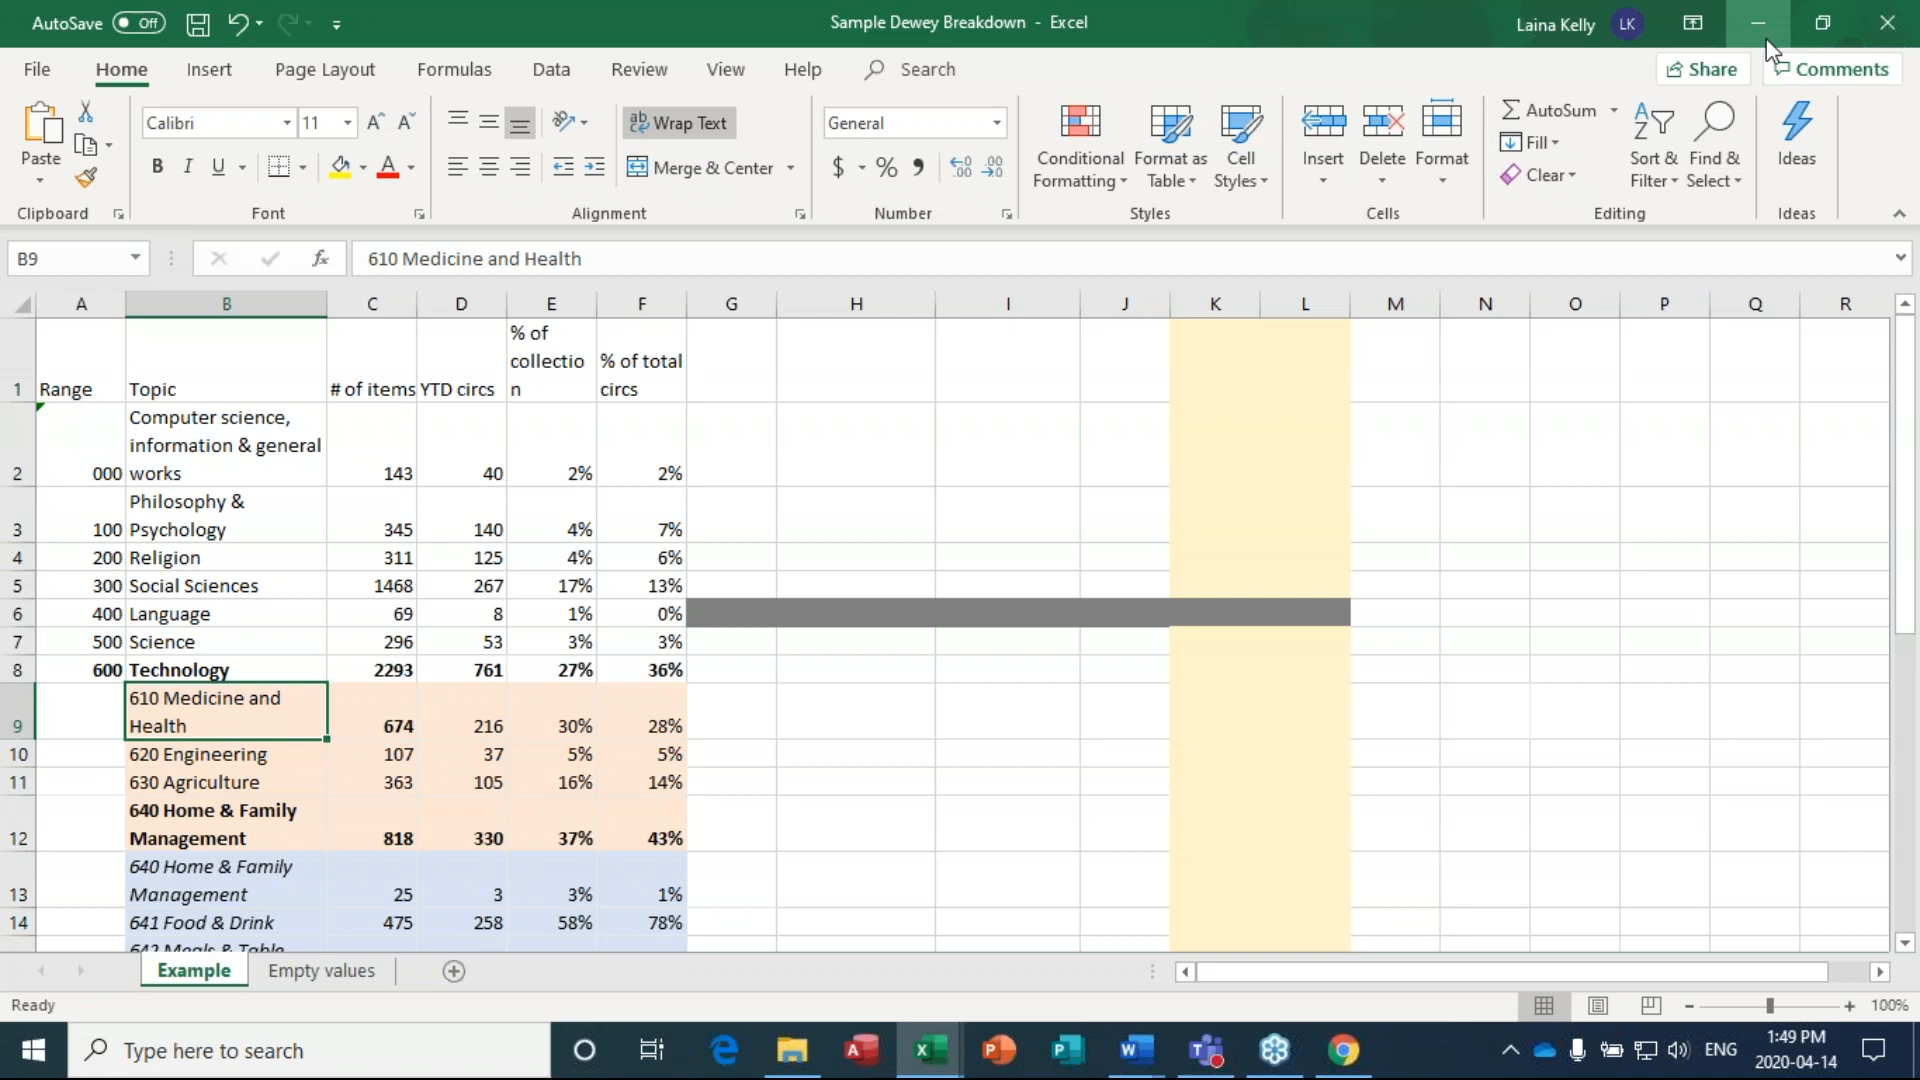 AutoSave Off
Sample Dewey Breakdown - Excel
Laina Kelly LK
File Home Insert Page Layout Formulas Data Review View Help Search Share Comments
Paste
Calibri 11 A A
ab Wrap Text
General
Conditional Formatting
Format as Table
Cell Styles
Insert Delete Format
AutoSum
Fill
Clear
Sort & Filter
Find & Select
Ideas
B I U A
Merge & Center
$ % ,
Clipboard Font Alignment Number Styles Cells Editing Ideas
B9 fx 610 Medicine and Health
A B C D E F G H I J K L M N O P Q R
% of
collectio % of total
1 Range Topic # of items YTD circs n circs
Computer science,
information & general
2 000 works 143 40 2% 2%
Philosophy &
3 100 Psychology 345 140 4% 7%
4 200 Religion 311 125 4% 6%
5 300 Social Sciences 1468 267 17% 13%
6 400 Language 69 8 1% 0%
7 500 Science 296 53 3% 3%
8 600 Technology 2293 761 27% 36%
610 Medicine and
9 Health 674 216 30% 28%
10 620 Engineering 107 37 5% 5%
11 630 Agriculture 363 105 16% 14%
640 Home & Family
12 Management 818 330 37% 43%
640 Home & Family
13 Management 25 3 3% 1%
14 641 Food & Drink 475 258 58% 78%
642 Meals & Table
Example Empty values
Ready 100%
Type here to search
ENG
1:49 PM
2020-04-14